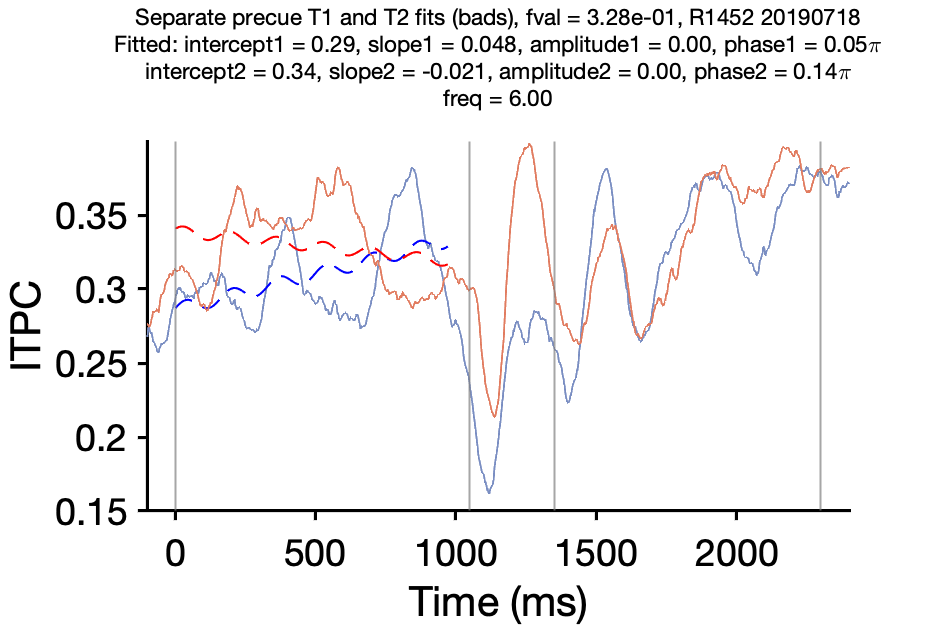 Separate precue T1 and T2 fits (bads), fval = 3.28e-01, R1452 20190718
Fitted: intercept1 = 0.29, slope1 = 0.048, amplitude1 = 0.00, phase1 = 0.05π
intercept2 = 0.34, slope2 = -0.021, amplitude2 = 0.00, phase2 = 0.14π
freq = 6.00
0.35
0.3
0.25
0.2
0.15
ITPC
0 500 1000 1500 2000
Time (ms)